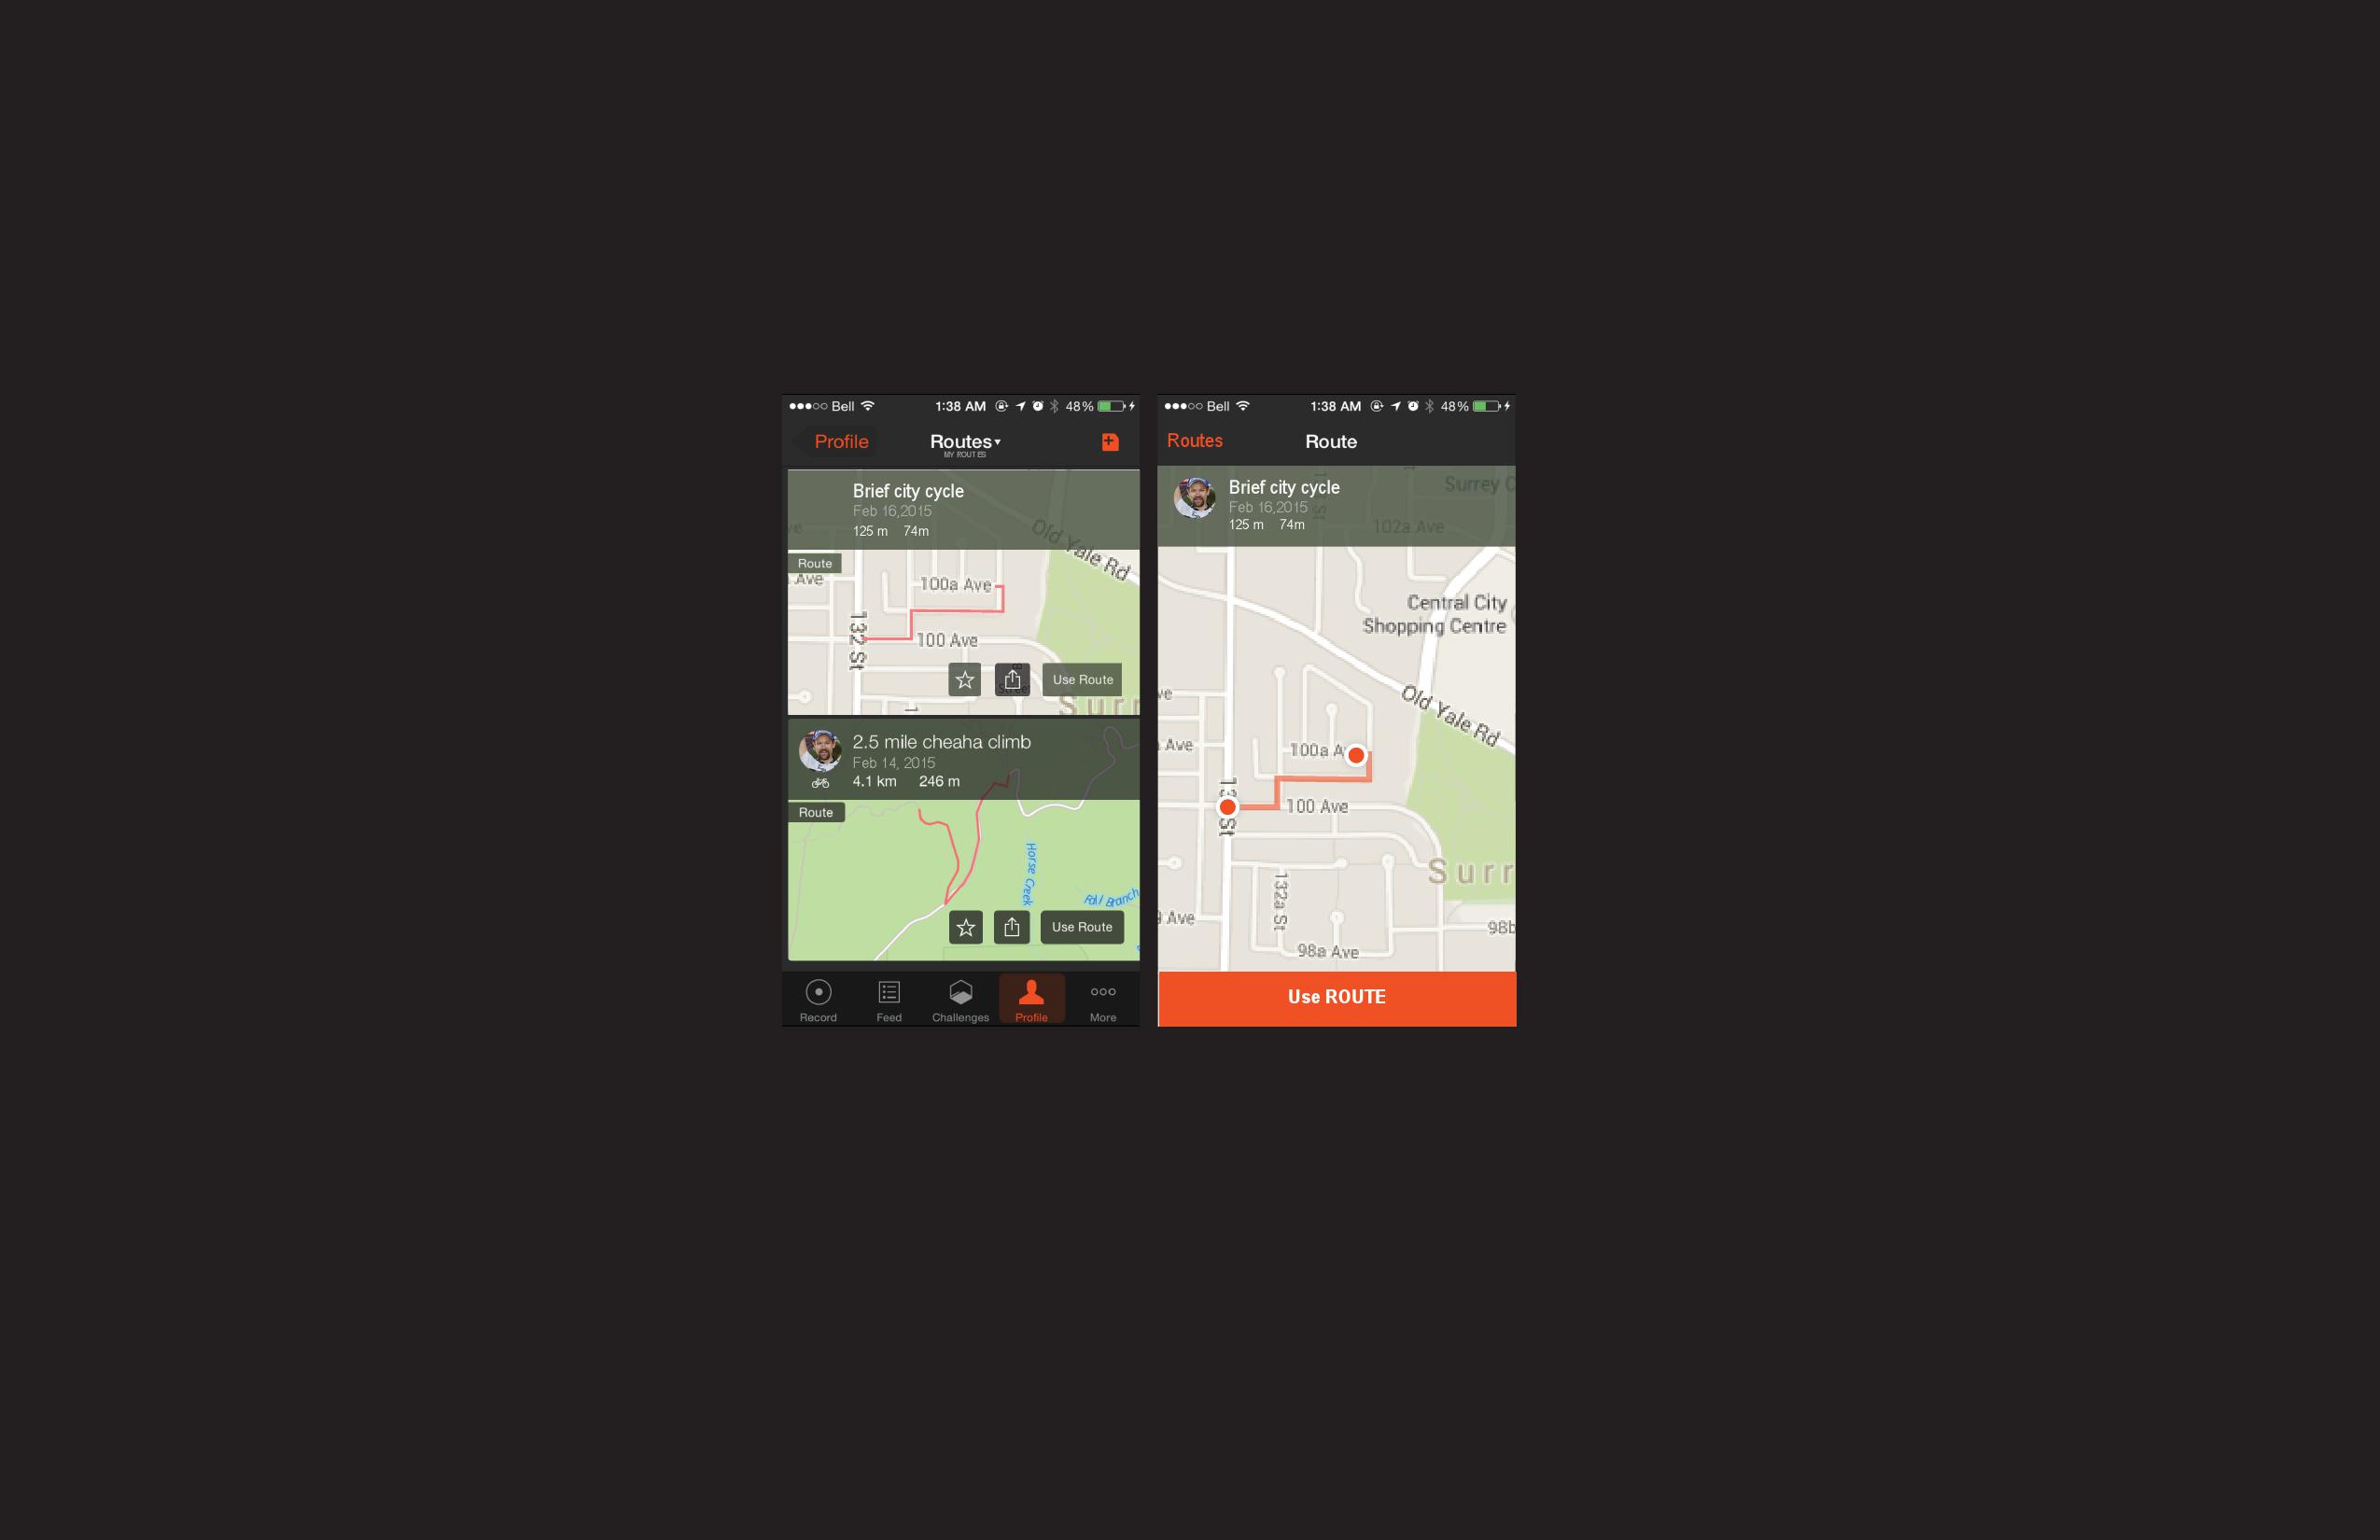 Bell
1:38 AM
48%
Profile
Routes
MY ROUTES
Brief city cycle
Feb 16,2015
125 m 74m
Old Yale Rd
Route
Ave
100a Ave
132 St
100 Ave
Use Route
Surr
2.5 mile cheaha climb
Feb 14, 2015
4.1 km 246 m
Route
Horse Creek
Fall Branch
Use Route
Record
Feed
Challenges
Profile
More
Bell
1:38 AM
48%
Routes
Route
Brief city cycle
Feb 16,2015
125 m 74m
Surrey C
St
102a Ave
Central City
Shopping Centre
Old Yale Rd
ve
Ave
100a A
St
100 Ave
Surr
132a St
Ave
98b
98a Ave
Use ROUTE